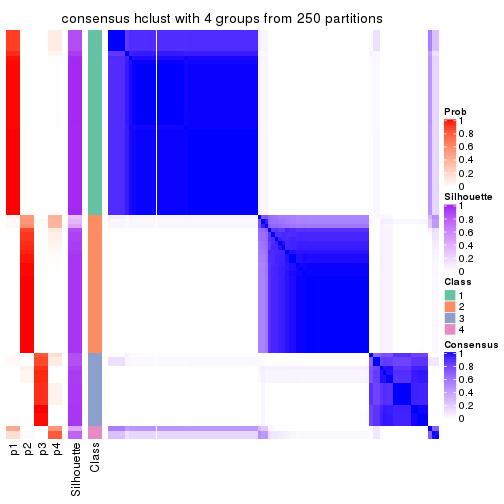 consensus hclust with 4 groups from 250 partitions
Prob
1
0.8
0.6
0.4
0.2
0
Silhouette
1
0.8
0.6
0.4
0.2
0
Class
1
2
3
4
Consensus
1
0.8
0.6
0.4
0.2
0
p1
p2
p3
p4
Silhouette
Class